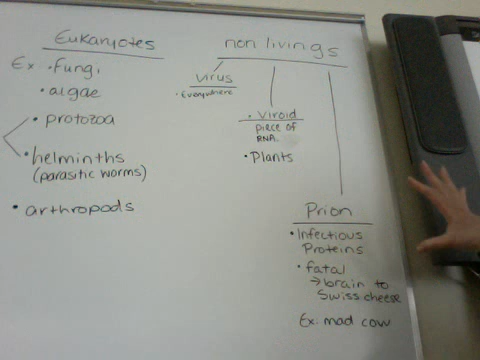 Eukaryotes
Ex. • fungi
• algae
• protozoa
• helminths
(parasitic worms)
• arthropods
non livings
virus
• Everywhere
• Viroid
piece of
RNA
• Plants
Prion
• Infectious
Proteins
• fatal
→ brain to
Swiss cheese
Ex. mad cow